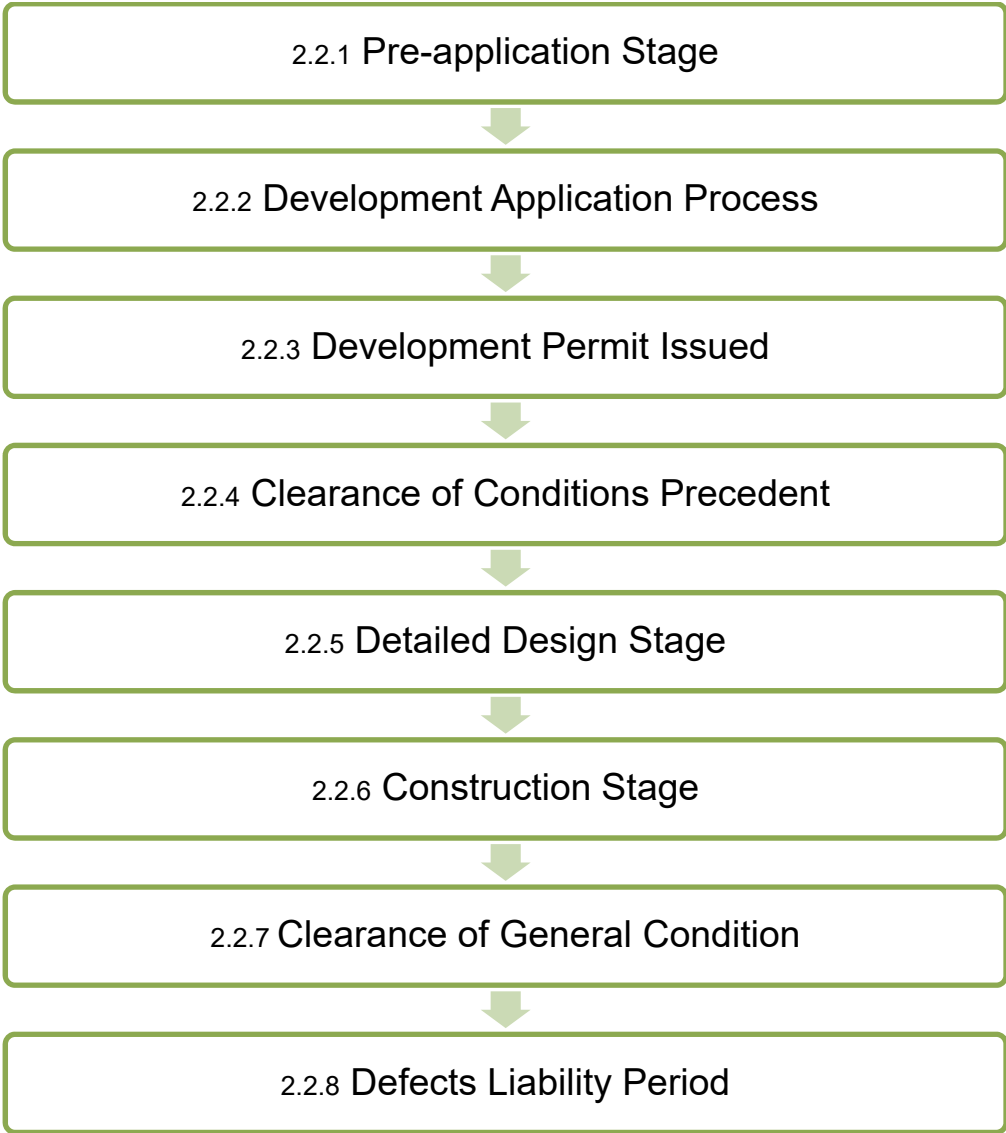 2.2.1 Pre-application Stage
2.2.2 Development Application Process
2.2.3 Development Permit Issued
2.2.4 Clearance of Conditions Precedent
2.2.5 Detailed Design Stage
2.2.6 Construction Stage
2.2.7 Clearance of General Condition
2.2.8 Defects Liability Period